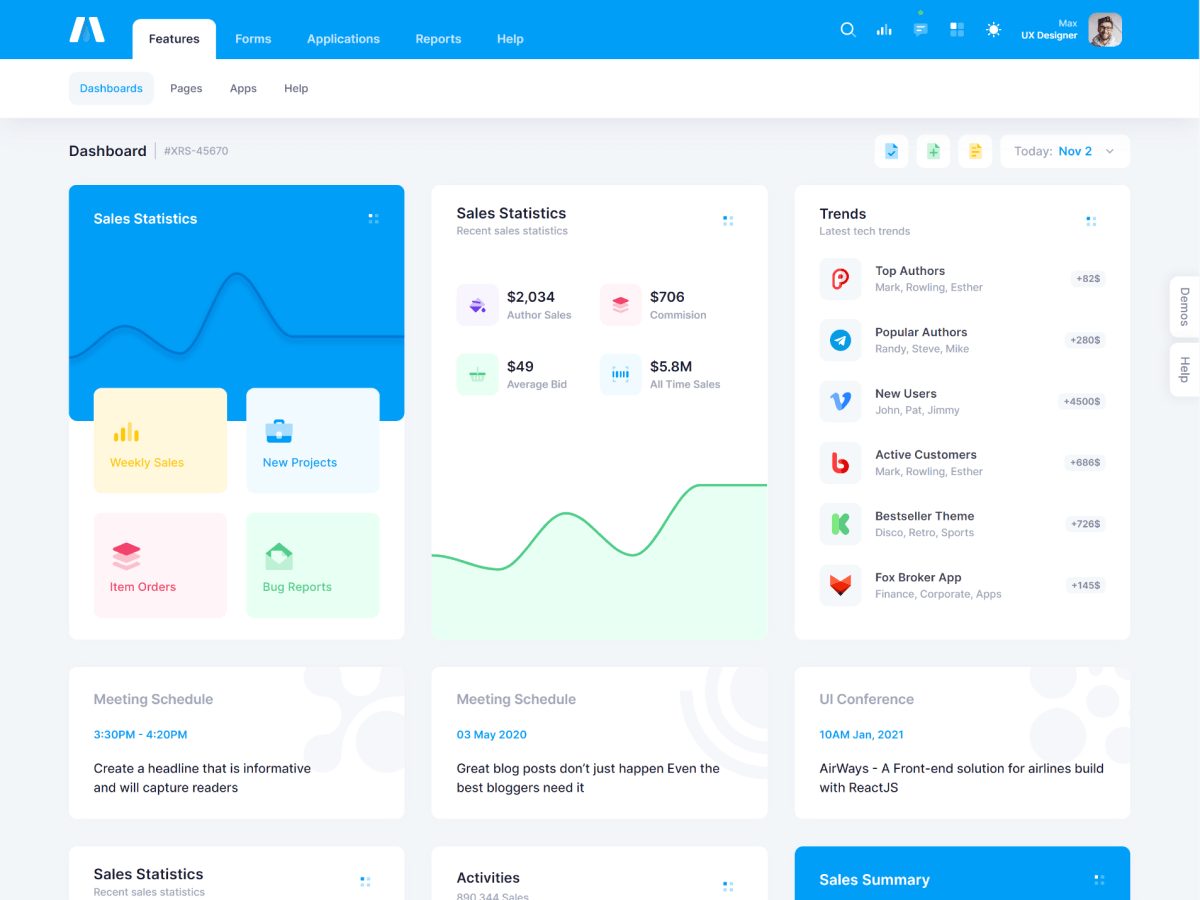 Features
Forms
Applications
Reports
Help
Max
UX Designer
Dashboards
Pages
Apps
Help
Dashboard
#XRS-45670
Today: Nov 2
Sales Statistics
Weekly Sales
New Projects
Item Orders
Bug Reports
Sales Statistics
Recent sales statistics
$2,034
Author Sales
$706
Commision
$49
Average Bid
$5.8M
All Time Sales
Trends
Latest tech trends
Top Authors
Mark, Rowling, Esther
+82$
Popular Authors
Randy, Steve, Mike
+280$
New Users
John, Pat, Jimmy
+4500$
Active Customers
Mark, Rowling, Esther
+686$
Bestseller Theme
Disco, Retro, Sports
+726$
Fox Broker App
Finance, Corporate, Apps
+145$
Demos
Help
Meeting Schedule
3:30PM - 4:20PM
Create a headline that is informative
and will capture readers
Meeting Schedule
03 May 2020
Great blog posts don’t just happen Even the
best bloggers need it
UI Conference
10AM Jan, 2021
AirWays - A Front-end solution for airlines build
with ReactJS
Sales Statistics
Recent sales statistics
Activities
890,344 Sales
Sales Summary